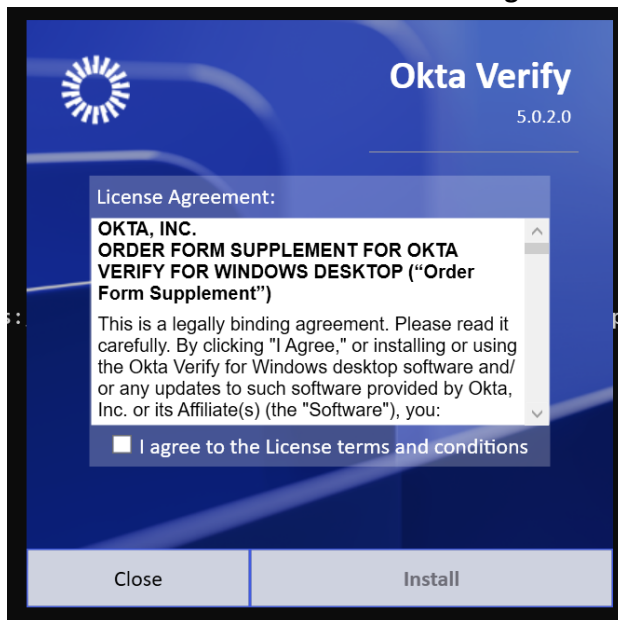 Okta Verify
5.0.2.0
License Agreement:
OKTA, INC.
ORDER FORM SUPPLEMENT FOR OKTA
VERIFY FOR WINDOWS DESKTOP (“Order
Form Supplement”)
This is a legally binding agreement. Please read it
carefully. By clicking "I Agree," or installing or using
the Okta Verify for Windows desktop software and/
or any updates to such software provided by Okta,
Inc. or its Affiliate(s) (the "Software"), you:
I agree to the License terms and conditions
Close
Install